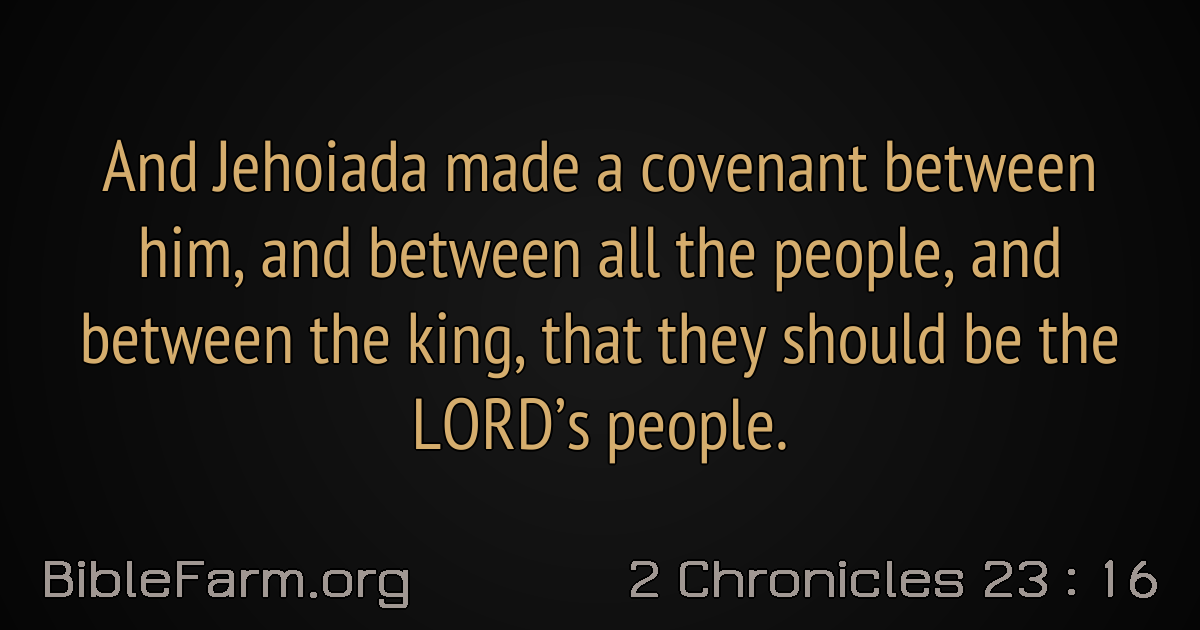 And Jehoiada made a covenant between
him, and between all the people, and
between the king, that they should be the
LORD’s people.
BibleFarm.org
2 Chronicles 23 : 16